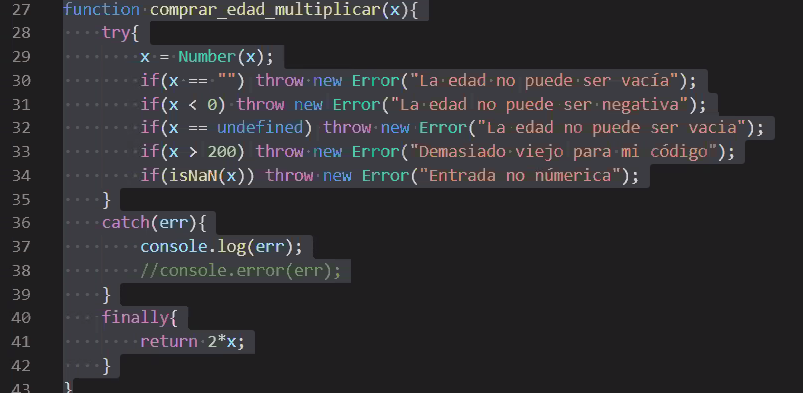 27 function comprar_edad_multiplicar(x){
28 try{
29 x = Number(x);
30 if(x == "") throw new Error("La edad no puede ser vacía");
31 if(x < 0) throw new Error("La edad no puede ser negativa");
32 if(x == undefined) throw new Error("La edad no puede ser vacia");
33 if(x > 200) throw new Error("Demasiado viejo para mi código");
34 if(isNaN(x)) throw new Error("Entrada no númerica");
35 }
36 catch(err){
37 console.log(err);
38 //console.error(err);
39 }
40 finally{
41 return 2*x;
42 }
43 }